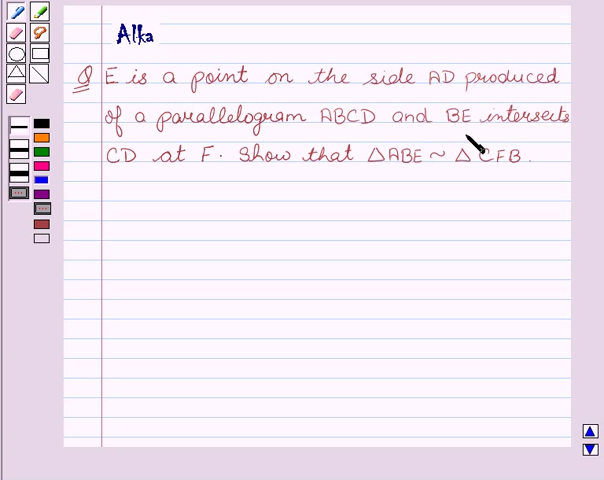 Alka
Q E is a point on the side AD produced
of a parallelogram ABCD and BE intersects
CD at F. Show that △ABE ~ △CFB.